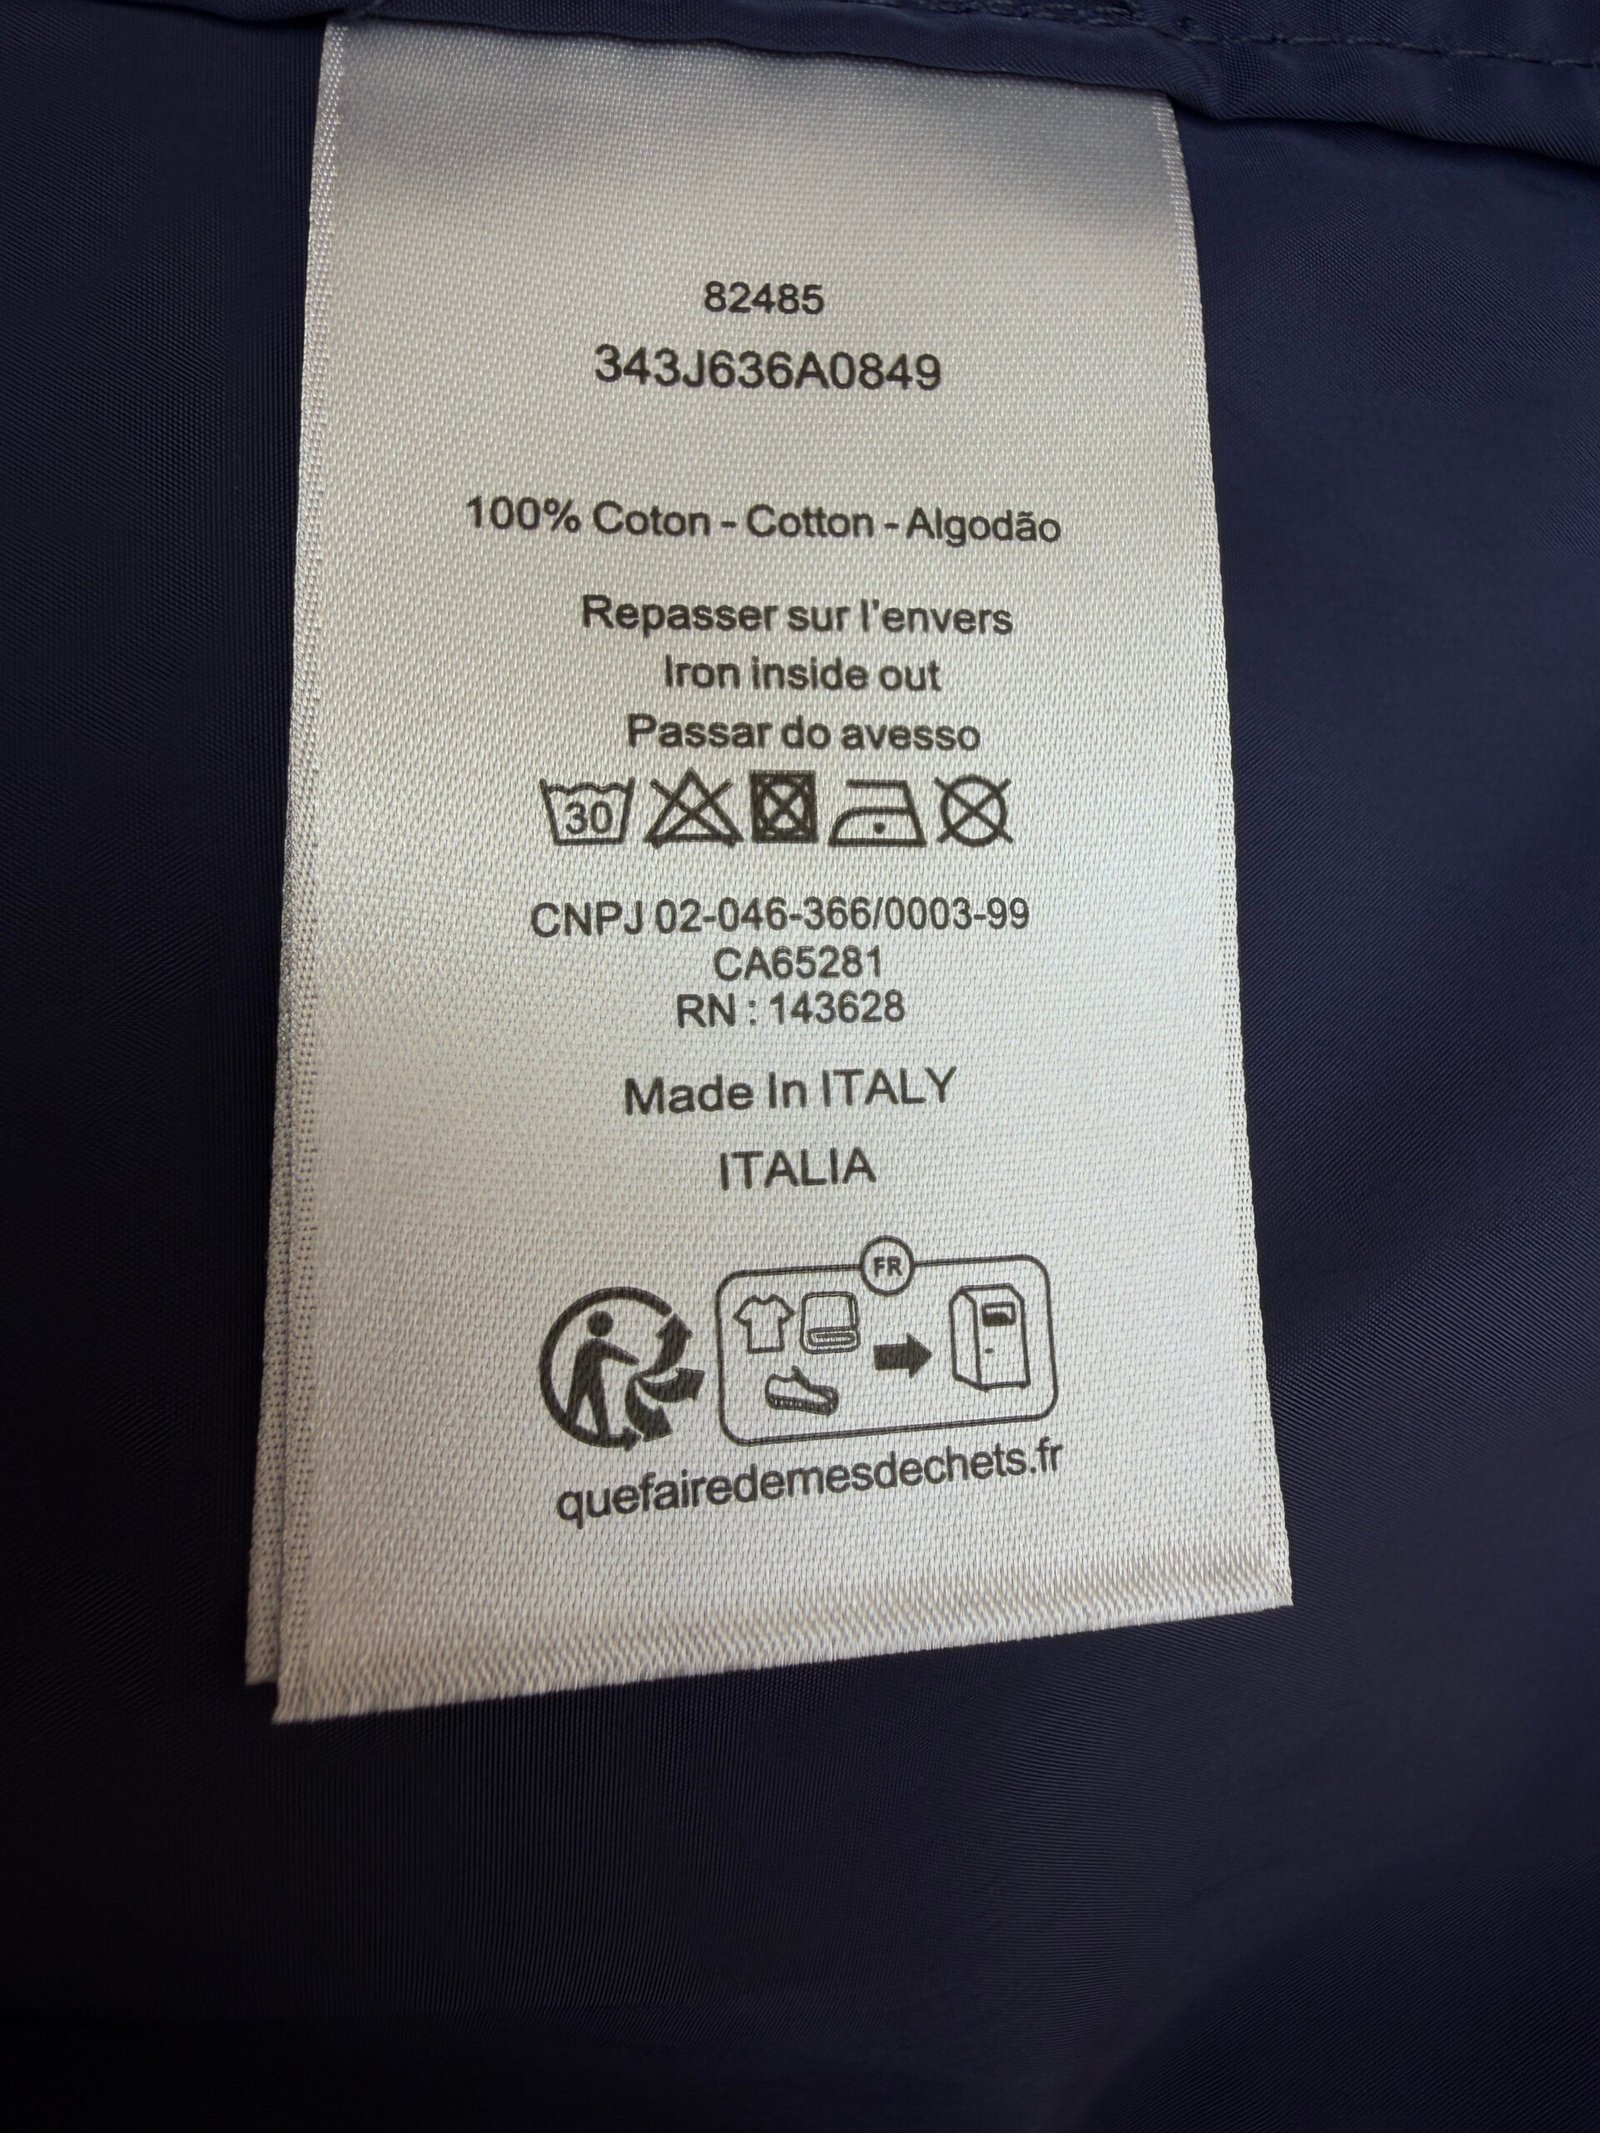 82485
343J636A0849
100% Coton - Cotton - Algodão
Repasser sur l'envers
Iron inside out
Passar do avesso
30
CNPJ 02-046-366/0003-99
CA65281
RN : 143628
Made In ITALY
ITALIA
FR
quefairedemesdechets.fr